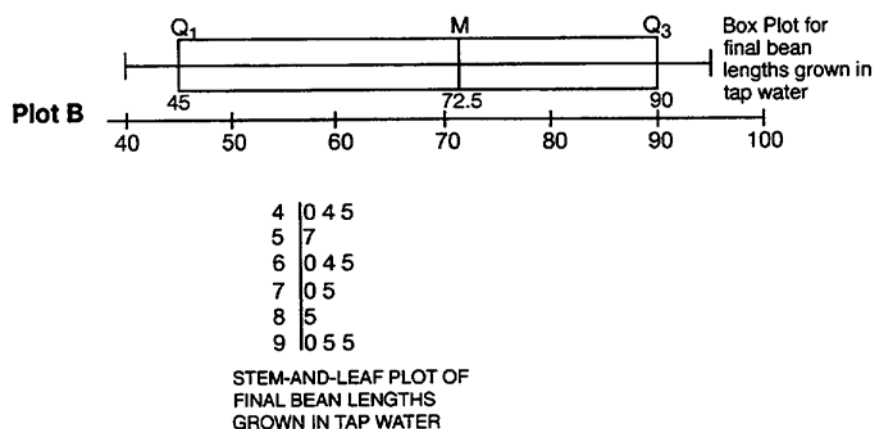 Q1 M Q3
Box Plot for
final bean
lengths grown in
tap water
45 72.5 90
Plot B
40 50 60 70 80 90 100
4 | 0 4 5
5 | 7
6 | 0 4 5
7 | 0 5
8 | 5
9 | 0 5 5
STEM-AND-LEAF PLOT OF
FINAL BEAN LENGTHS
GROWN IN TAP WATER